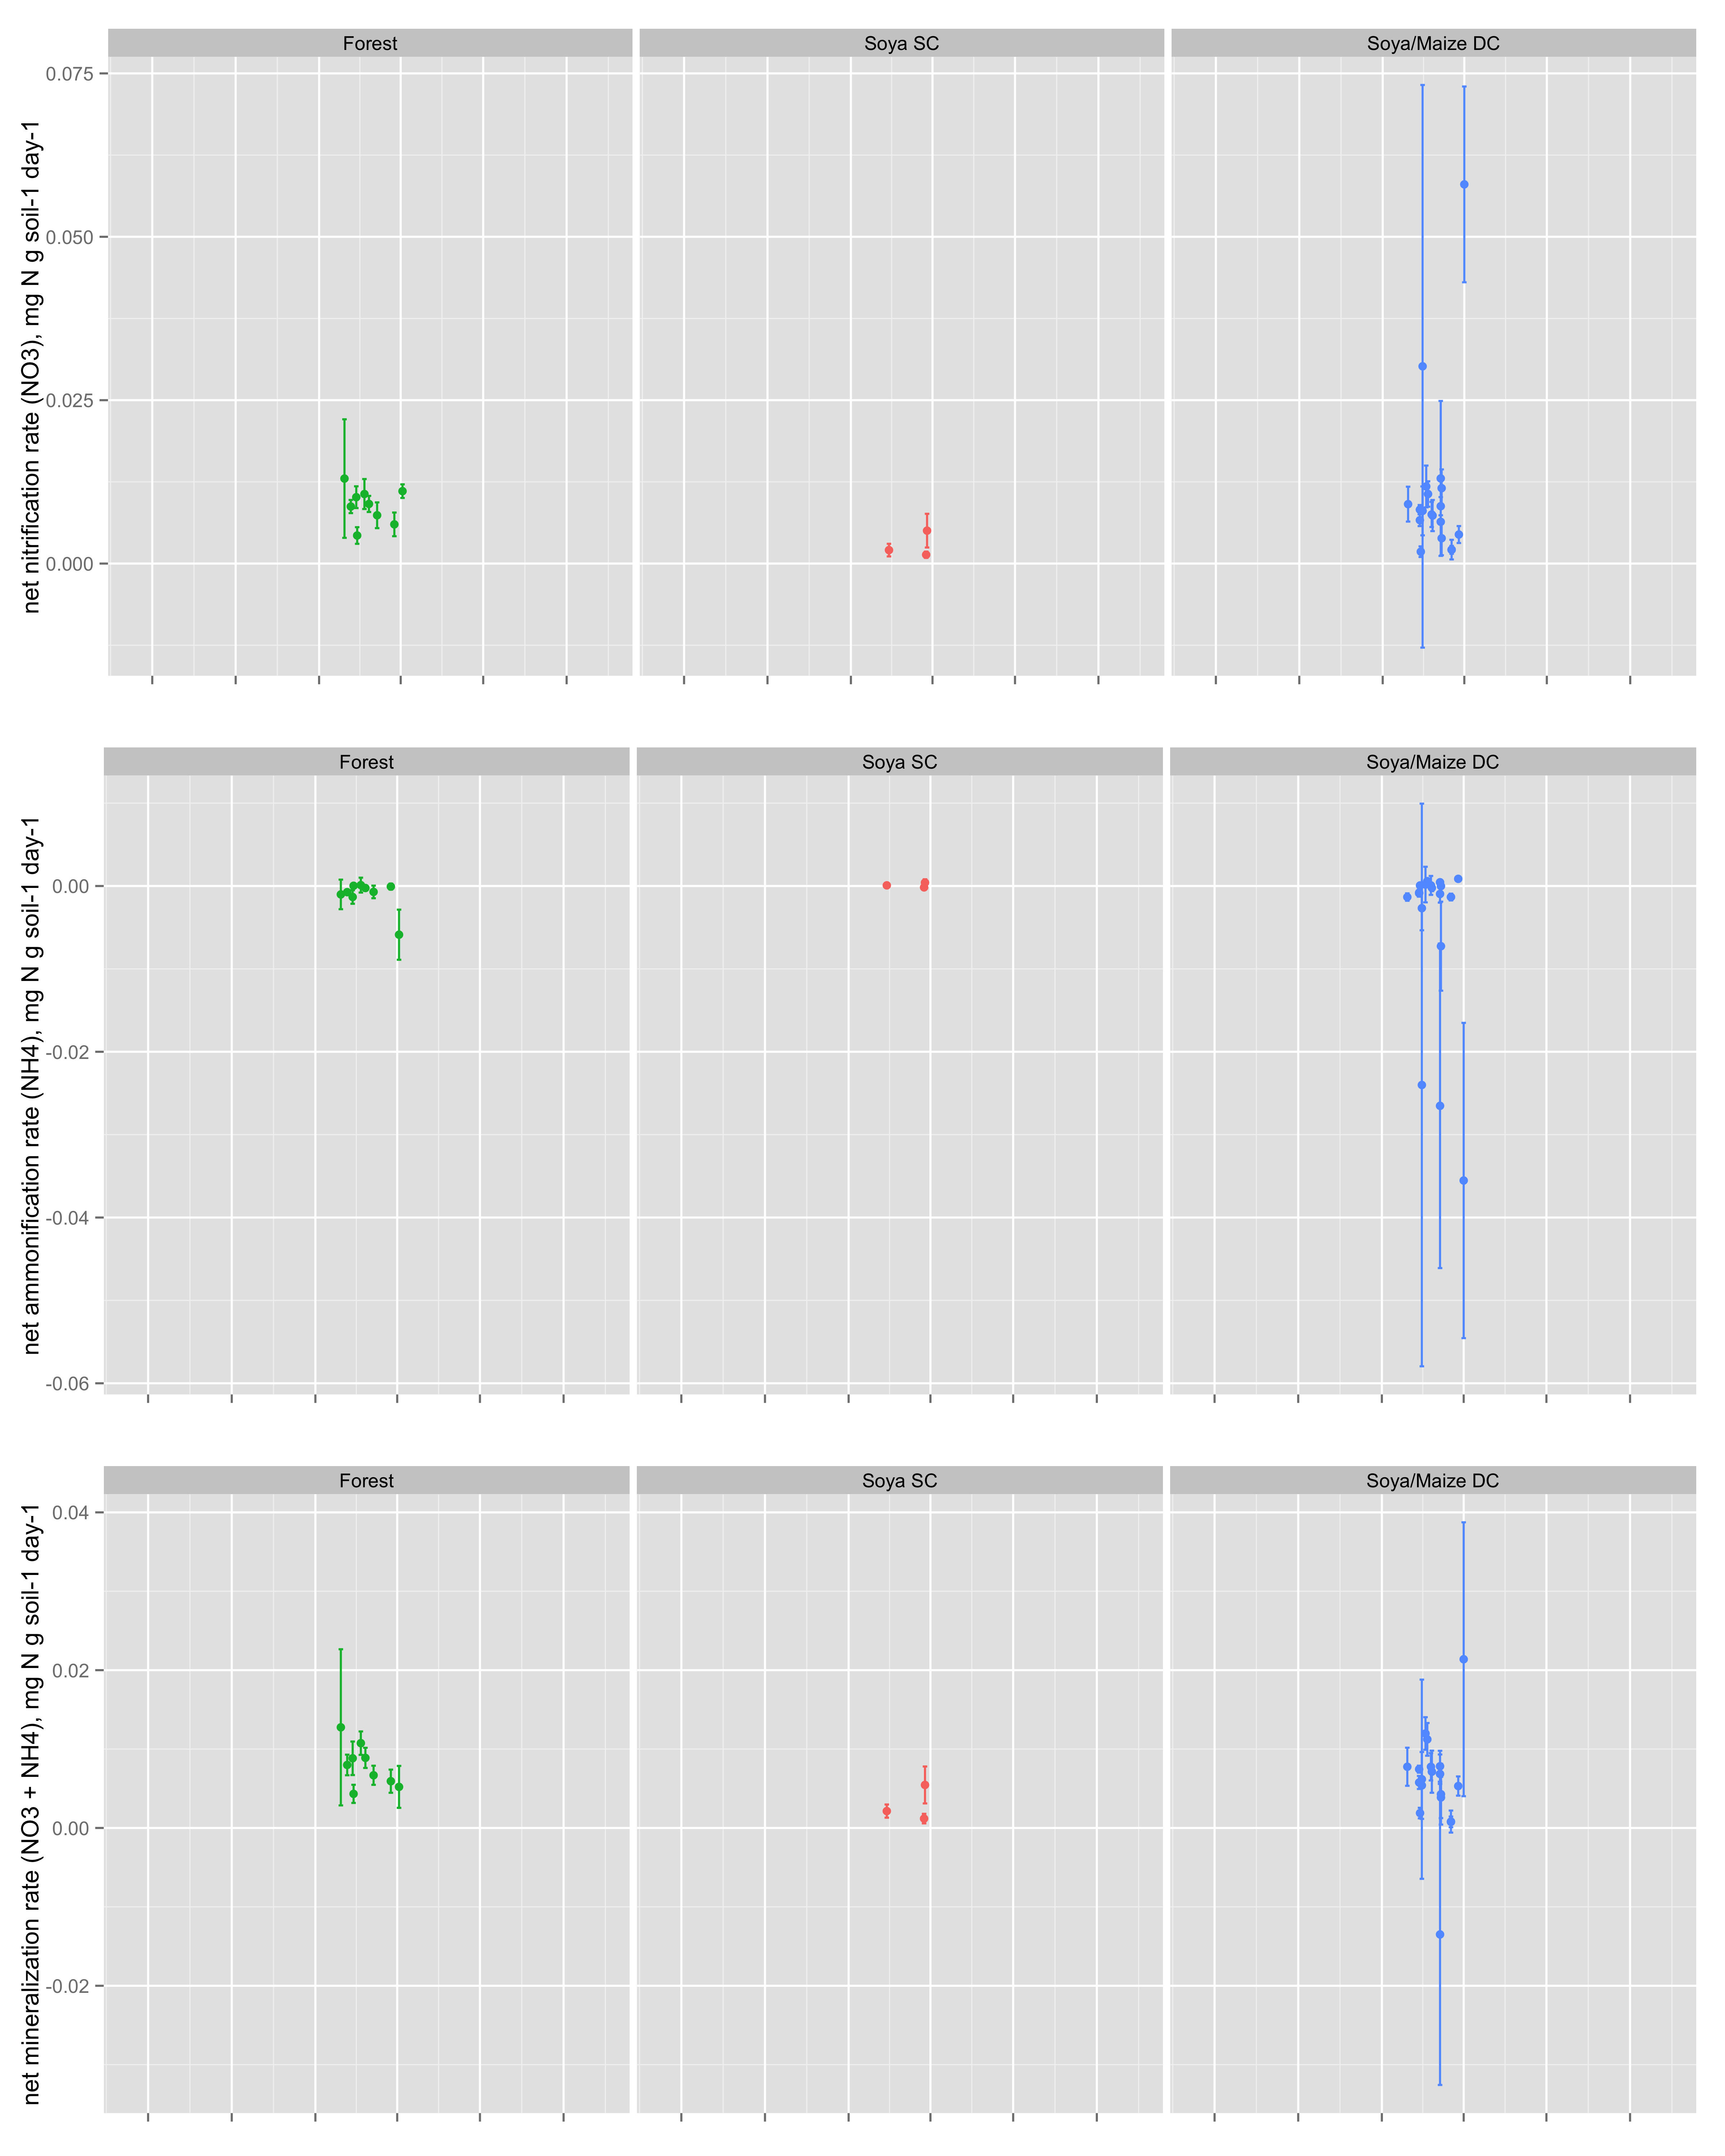 Forest
Soya SC
Soya/Maize DC
net nitrification rate (NO3), mg N g soil-1 day-1
0.075
0.050
0.025
0.000
Forest
Soya SC
Soya/Maize DC
net ammonification rate (NH4), mg N g soil-1 day-1
0.00
-0.02
-0.04
-0.06
Forest
Soya SC
Soya/Maize DC
net mineralization rate (NO3 + NH4), mg N g soil-1 day-1
0.04
0.02
0.00
-0.02